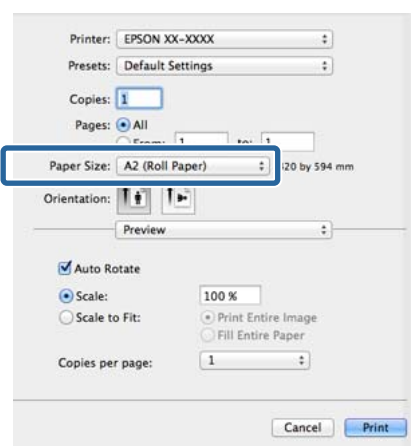 Printer: EPSON XX-XXXX
Presets: Default Settings
Copies: 1
Pages: All
From: 1 to: 1
Paper Size: A2 (Roll Paper) 420 by 594 mm
Orientation:
Preview
Auto Rotate
Scale: 100 %
Scale to Fit: Print Entire Image
Fill Entire Paper
Copies per page: 1
Cancel Print